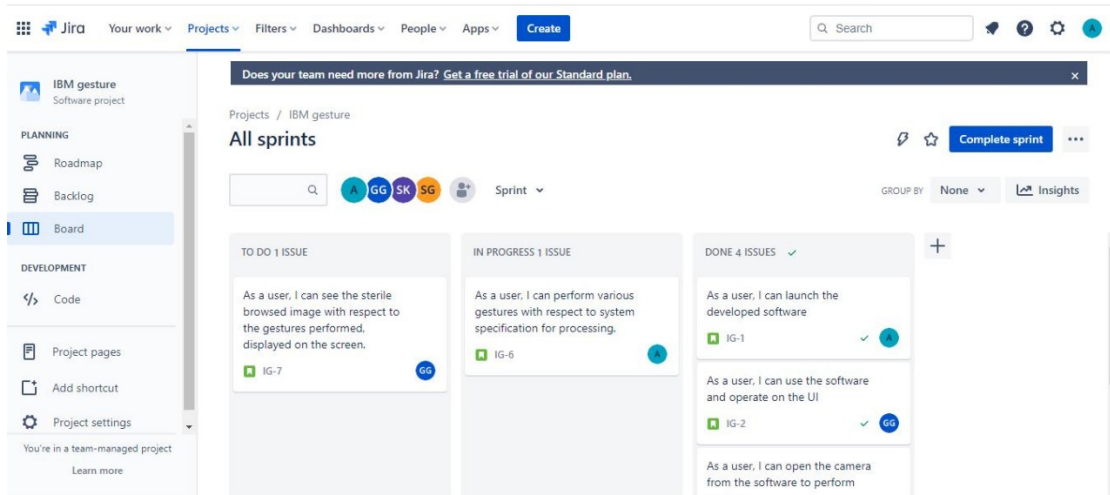 Jira Your work Projects Filters Dashboards People Apps Create Search A
IBM gesture
Software project
PLANNING
Roadmap
Backlog
Board
DEVELOPMENT
Code
Project pages
Add shortcut
Project settings
You're in a team-managed project
Learn more
Does your team need more from Jira? Get a free trial of our Standard plan.
Projects / IBM gesture
All sprints
Complete sprint
A GG SK SG Sprint GROUP BY None Insights
TO DO 1 ISSUE
As a user, I can see the sterile
browsed image with respect to
the gestures performed,
displayed on the screen.
IG-7 GG
IN PROGRESS 1 ISSUE
As a user, I can perform various
gestures with respect to system
specification for processing.
IG-6 A
DONE 4 ISSUES
As a user, I can launch the
developed software
IG-1 A
As a user, I can use the software
and operate on the UI
IG-2 GG
As a user, I can open the camera
from the software to perform